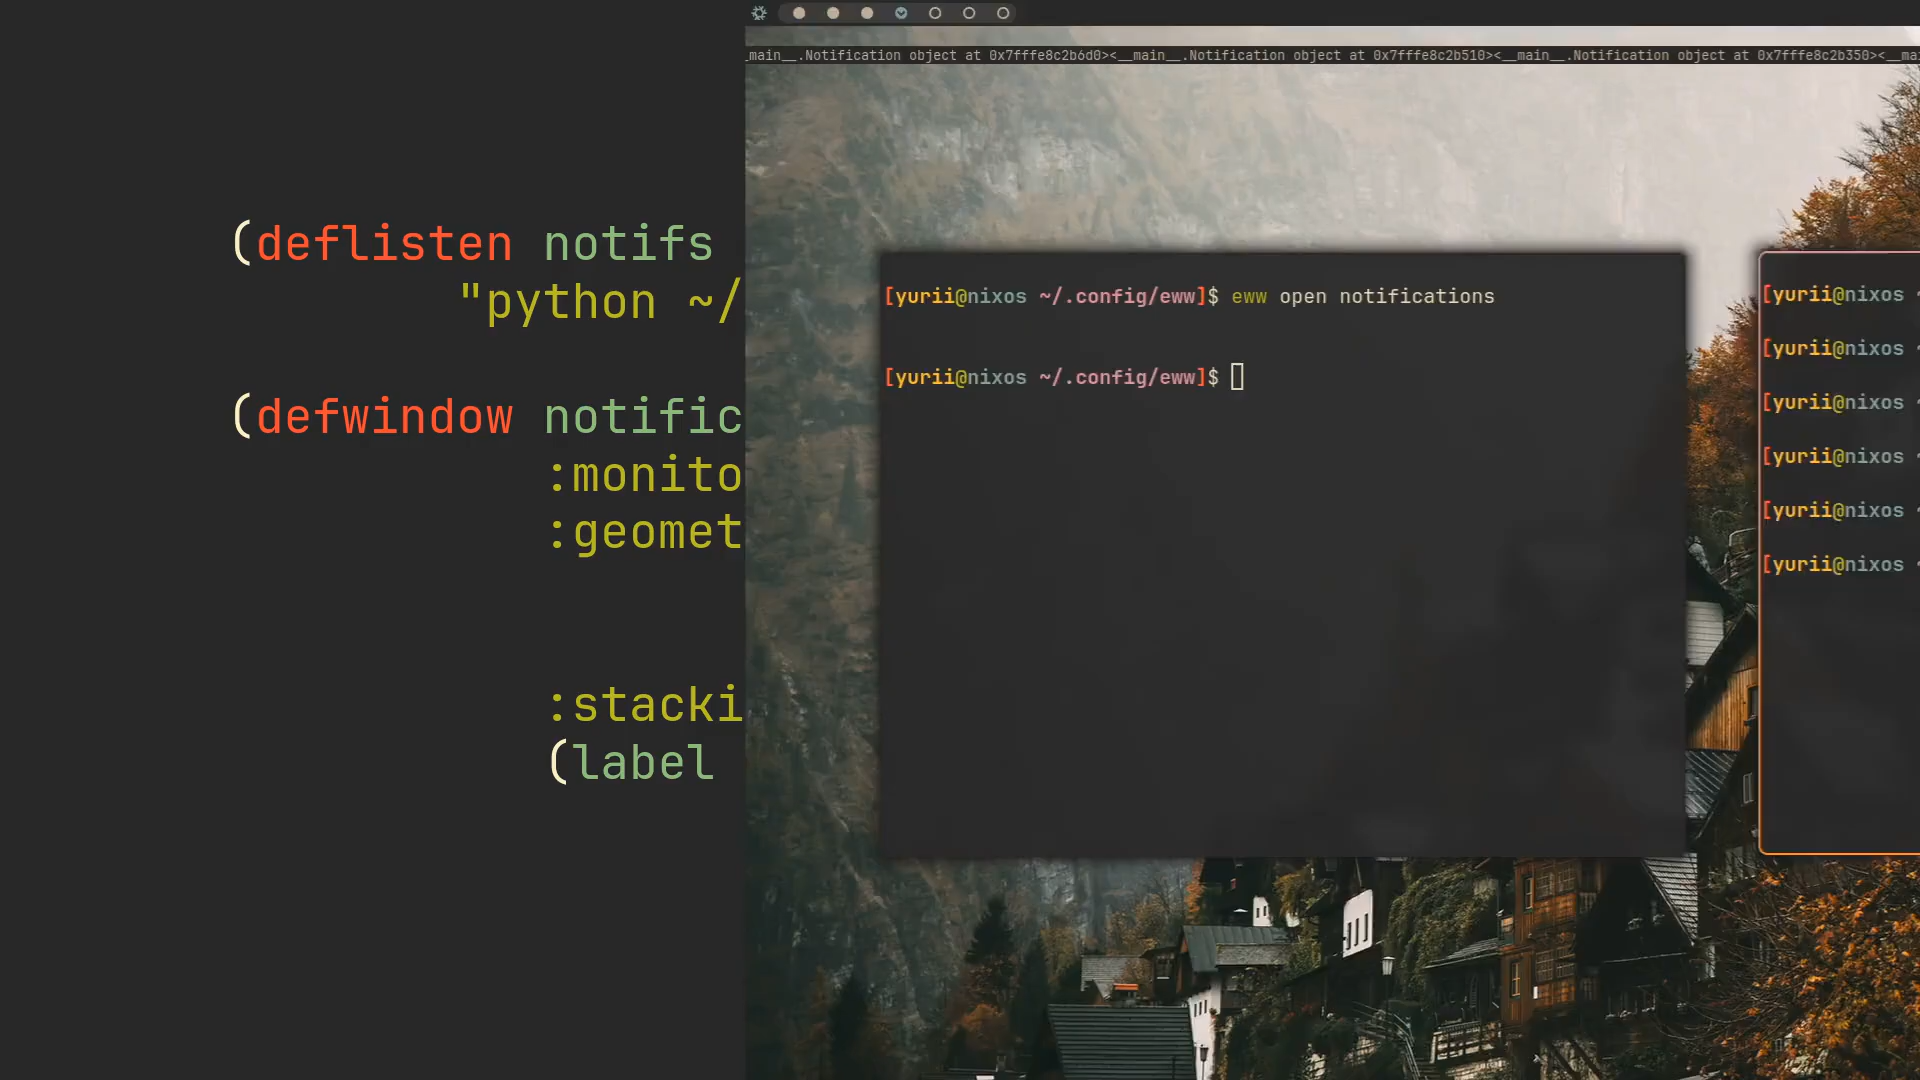 (deflisten notifs
"python ~/
(defwindow notific
:monito
:geomet
:stacki
(label
_main__.Notification object at 0x7fffe8c2b6d0><__main__.Notification object at 0x7fffe8c2b510><__main__.Notification object at 0x7fffe8c2b350><__mai
[yurii@nixos ~/.config/eww]$ eww open notifications
[yurii@nixos ~/.config/eww]$
[yurii@nixos ~
[yurii@nixos ~
[yurii@nixos ~
[yurii@nixos ~
[yurii@nixos ~
[yurii@nixos ~